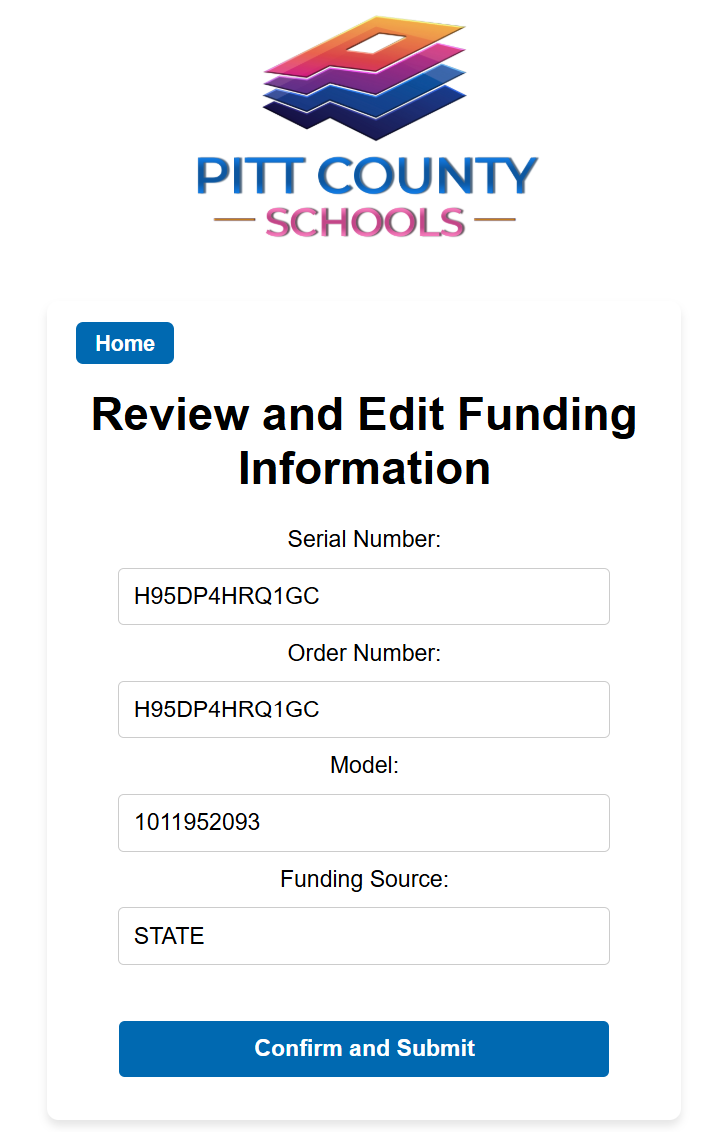 PITT COUNTY
SCHOOLS
Home
Review and Edit Funding
Information
Serial Number:
H95DP4HRQ1GC
Order Number:
H95DP4HRQ1GC
Model:
1011952093
Funding Source:
STATE
Confirm and Submit